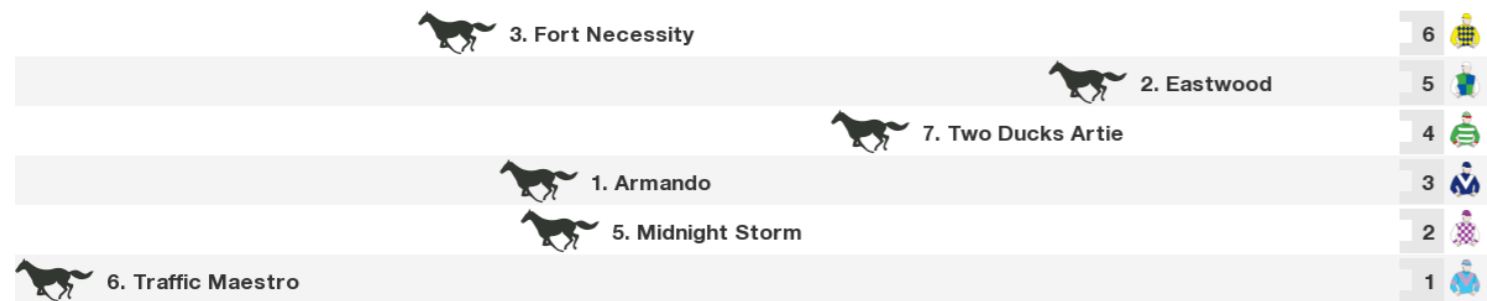 3. Fort Necessity 6
2. Eastwood 5
7. Two Ducks Artie 4
1. Armando 3
5. Midnight Storm 2
6. Traffic Maestro 1